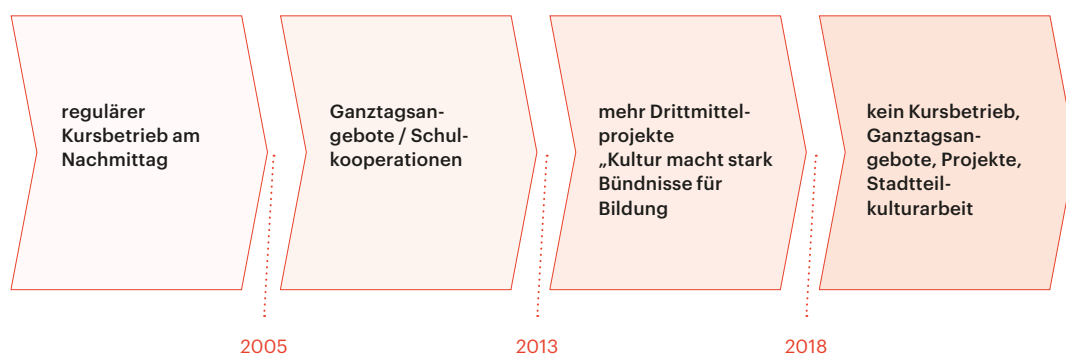 regulärer
Kursbetrieb am
Nachmittag
Ganztagsan-
gebote / Schul-
kooperationen
mehr Drittmittel-
projekte
„Kultur macht stark
Bündnisse für
Bildung
kein Kursbetrieb,
Ganztagsan-
gebote, Projekte,
Stadtteil-
kulturarbeit
2005
2013
2018